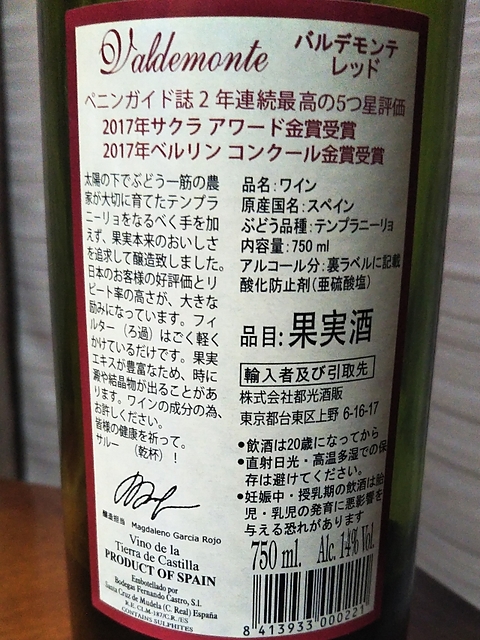 Valdemonte
バルデモンテ
レッド
ペニンガイド誌2年連続最高の5つ星評価
2017年サクラ アワード金賞受賞
2017年ベルリン コンクール金賞受賞
太陽の下でぶどう一筋の農
家が大切に育てたテンプラ
ニーリョをなるべく手を加
えず、果実本来のおいしさ
を追求して醸造致しました。
日本のお客様の好評価とリ
ピート率の高さが、大きな
励みになっています。フィ
ルター（ろ過）はごく軽く
かけているだけです。果実
エキスが豊富なため、時に
澱や結晶物が出ることがあ
ります。ワインの成分の為、
お許しください。
皆様の健康を祈って。
サルー （乾杯）！
醸造担当 Magdaleno Garcia Rojo
Vino de la
Tierra de Castilla
PRODUCT OF SPAIN
Embotellado por
Bodegas Fernando Castro, S.l.
Santa Cruz de Mudela (C. Real) España
R.E. CLM-187/C.R./ES
CONTAINS SULPHITES
品名：ワイン
原産国名：スペイン
ぶどう品種：テンプラニーリョ
内容量：750 ml
アルコール分：裏ラベルに記載
酸化防止剤（亜硫酸塩）
品目：果実酒
輸入者及び引取先
株式会社都光酒販
東京都台東区上野 6-16-17
●飲酒は20歳になってから
●直射日光・高温多湿での保
存は避けてください。
●妊娠中・授乳期の飲酒は胎
児・乳児の発育に悪影響を
与える恐れがあります
750 ml. Alc. 14% Vol.
8 413933 000221